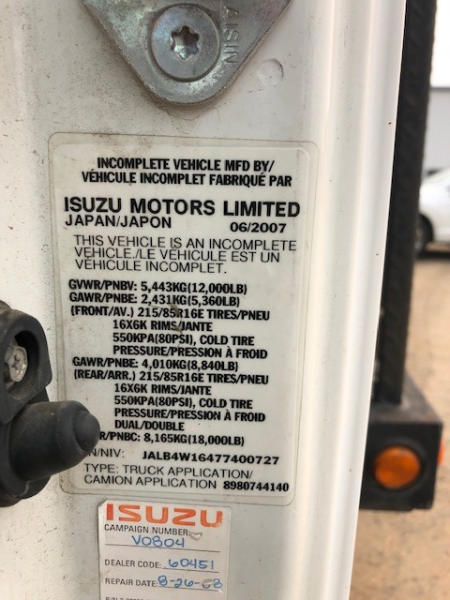 AISIN
INCOMPLETE VEHICLE MFD BY/
VÉHICULE INCOMPLET FABRIQUÉ PAR
ISUZU MOTORS LIMITED
JAPAN/JAPON 06/2007
THIS VEHICLE IS AN INCOMPLETE
VEHICLE./LE VÉHICULE EST UN
VÉHICULE INCOMPLET.
GVWR/PNBV: 5,443KG(12,000LB)
GAWR/PNBE: 2,431KG(5,360LB)
(FRONT/AV.) 215/85R16E TIRES/PNEU
16X6K RIMS/JANTE
550KPA(80PSI), COLD TIRE
PRESSURE/PRESSION À FROID
GAWR/PNBE: 4,010KG(8,840LB)
(REAR/ARR.) 215/85R16E TIRES/PNEU
16X6K RIMS/JANTE
550KPA(80PSI), COLD TIRE
PRESSURE/PRESSION À FROID
DUAL/DOUBLE
R/PNBC: 8,165KG(18,000LB)
N/NIV: JALB4W16477400727
TYPE: TRUCK APPLICATION/
CAMION APPLICATION 8980744140
ISUZU
CAMPAIGN NUMBER
V0804
DEALER CODE: 60451
REPAIR DATE: 8-26-08